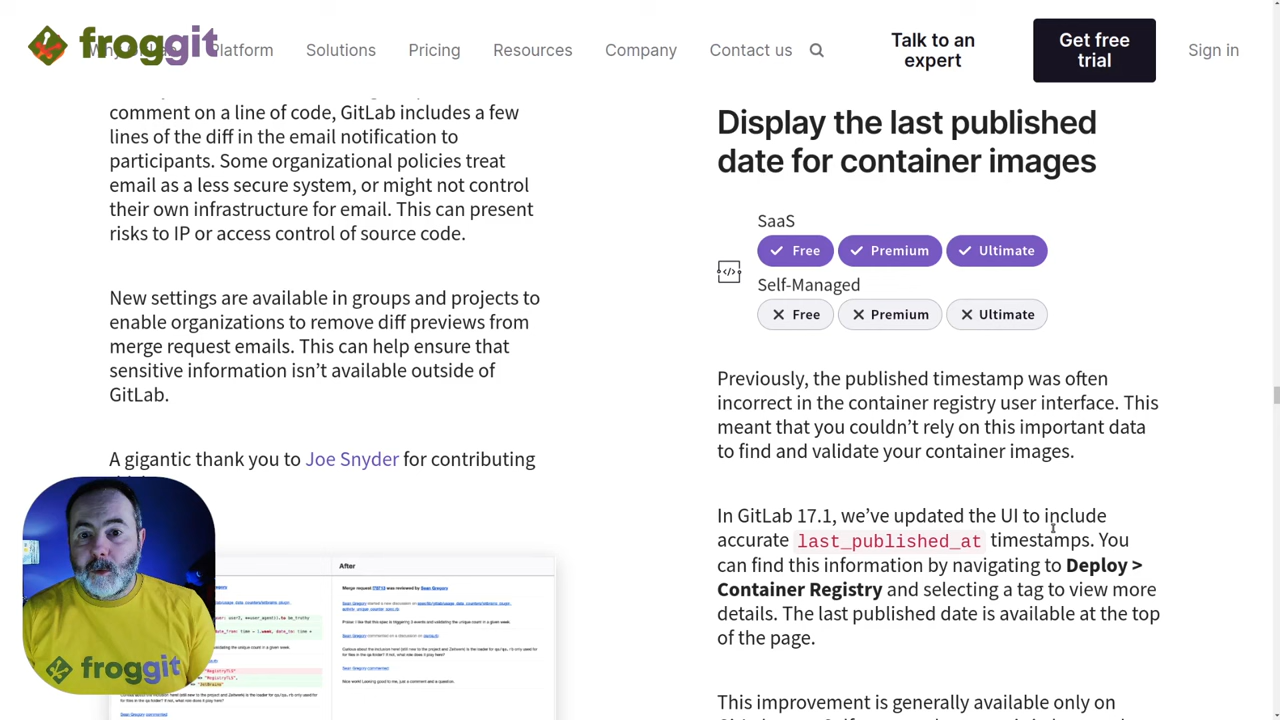 froggit
Platform
Solutions
Pricing
Resources
Company
Contact us
Talk to an
expert
Get free
trial
Sign in
comment on a line of code, GitLab includes a few
lines of the diff in the email notification to
participants. Some organizational policies treat
email as a less secure system, or might not control
their own infrastructure for email. This can present
risks to IP or access control of source code.
New settings are available in groups and projects to
enable organizations to remove diff previews from
merge request emails. This can help ensure that
sensitive information isn’t available outside of
GitLab.
A gigantic thank you to Joe Snyder for contributing
After
Merge request was reviewed by Sean Gregory
froggit
Display the last published
date for container images
SaaS
Free
Premium
Ultimate
Self-Managed
Free
Premium
Ultimate
Previously, the published timestamp was often
incorrect in the container registry user interface. This
meant that you couldn’t rely on this important data
to find and validate your container images.
In GitLab 17.1, we’ve updated the UI to include
accurate last_published_at timestamps. You
can find this information by navigating to Deploy >
Container Registry and selecting a tag to view more
details. The last published date is available at the top
of the page.
This improvement is generally available only on